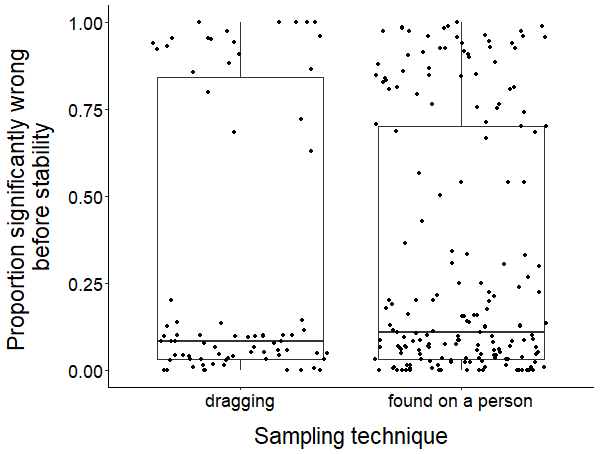 Proportion significantly wrong
before stability
1.00
0.75
0.50
0.25
0.00
dragging
found on a person
Sampling technique